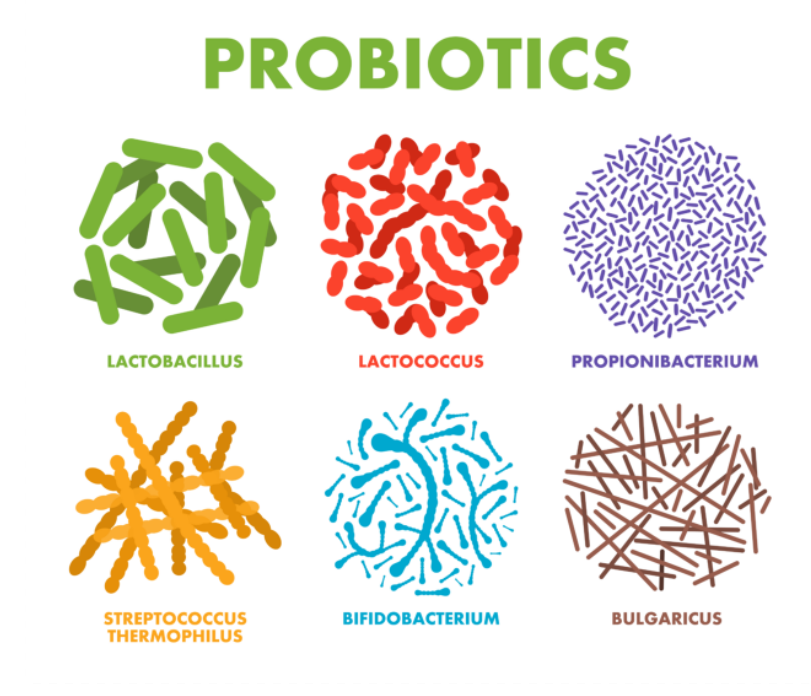 PROBIOTICS
LACTOBACILLUS
LACTOCOCCUS
PROPIONIBACTERIUM
STREPTOCOCCUS
THERMOPHILUS
BIFIDOBACTERIUM
BULGARICUS